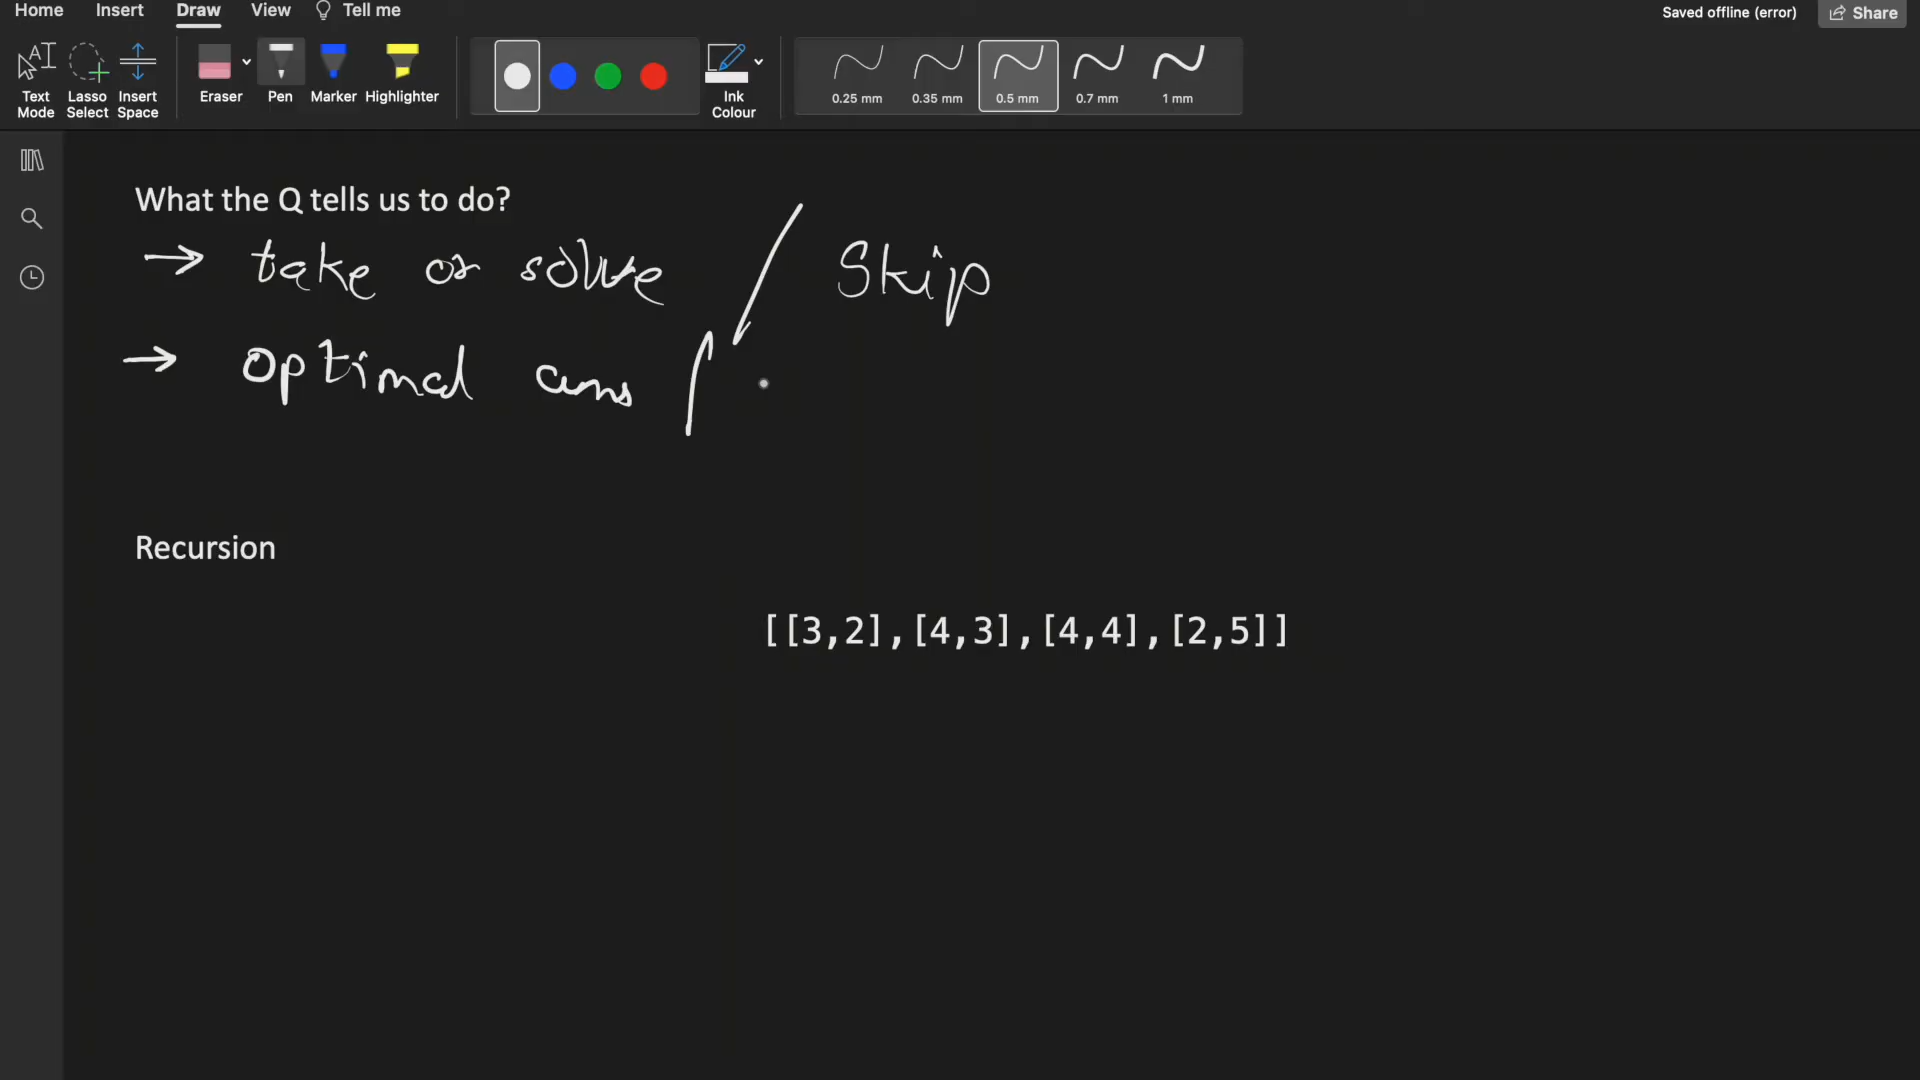 Home Insert Draw View Tell me
Saved offline (error) Share
Text Mode
Lasso Select
Insert Space
Eraser
Pen
Marker
Highlighter
Ink Colour
0.25 mm
0.35 mm
0.5 mm
0.7 mm
1 mm
What the Q tells us to do?
→ take or solve / Skip
→ Optimal ans
Recursion
[[3,2],[4,3],[4,4],[2,5]]